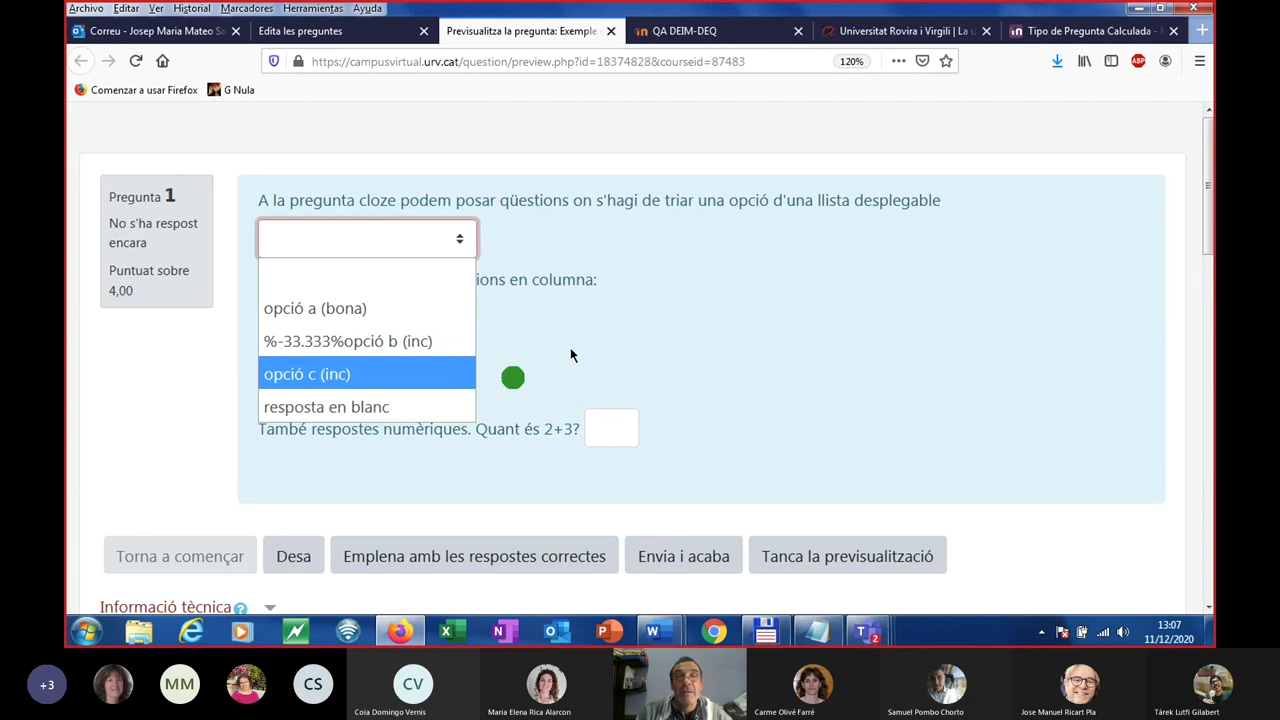 Archivo Editar Ver Historial Marcadores Herramientas Ayuda
Correu - Josep Maria Mateo Sa
Edita les preguntes
Previsualitza la pregunta: Exemple
QA DEIM-DEQ
Universitat Rovira i Virgili | La u
Tipo de Pregunta Calculada -
https://campusvirtual.urv.cat/question/preview.php?id=18374828&courseid=87483
120%
ABP
Comenzar a usar Firefox
G Nula
Pregunta 1
No s'ha respost
encara
Puntuat sobre
4,00
A la pregunta cloze podem posar qüestions on s'hagi de triar una opció d'una llista desplegable
ions en columna:
opció a (bona)
%-33.333%opció b (inc)
opció c (inc)
resposta en blanc
També respostes numèriques. Quant és 2+3?
Torna a començar
Desa
Emplena amb les respostes correctes
Envia i acaba
Tanca la previsualització
Informació tècnica
13:07
11/12/2020
+3
MM
CS
CV
Coia Domingo Vernis
Maria Elena Rica Alarcon
Carme Olivé Farré
Samuel Pombo Chorto
Jose Manuel Ricart Pla
Tárek Lutfi Gilabert